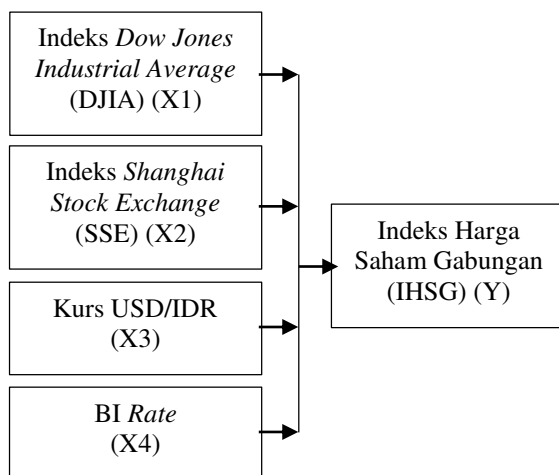 Indeks Dow Jones
Industrial Average
(DJIA) (X1)
Indeks Shanghai
Stock Exchange
(SSE) (X2)
Kurs USD/IDR
(X3)
BI Rate
(X4)
Indeks Harga
Saham Gabungan
(IHSG) (Y)